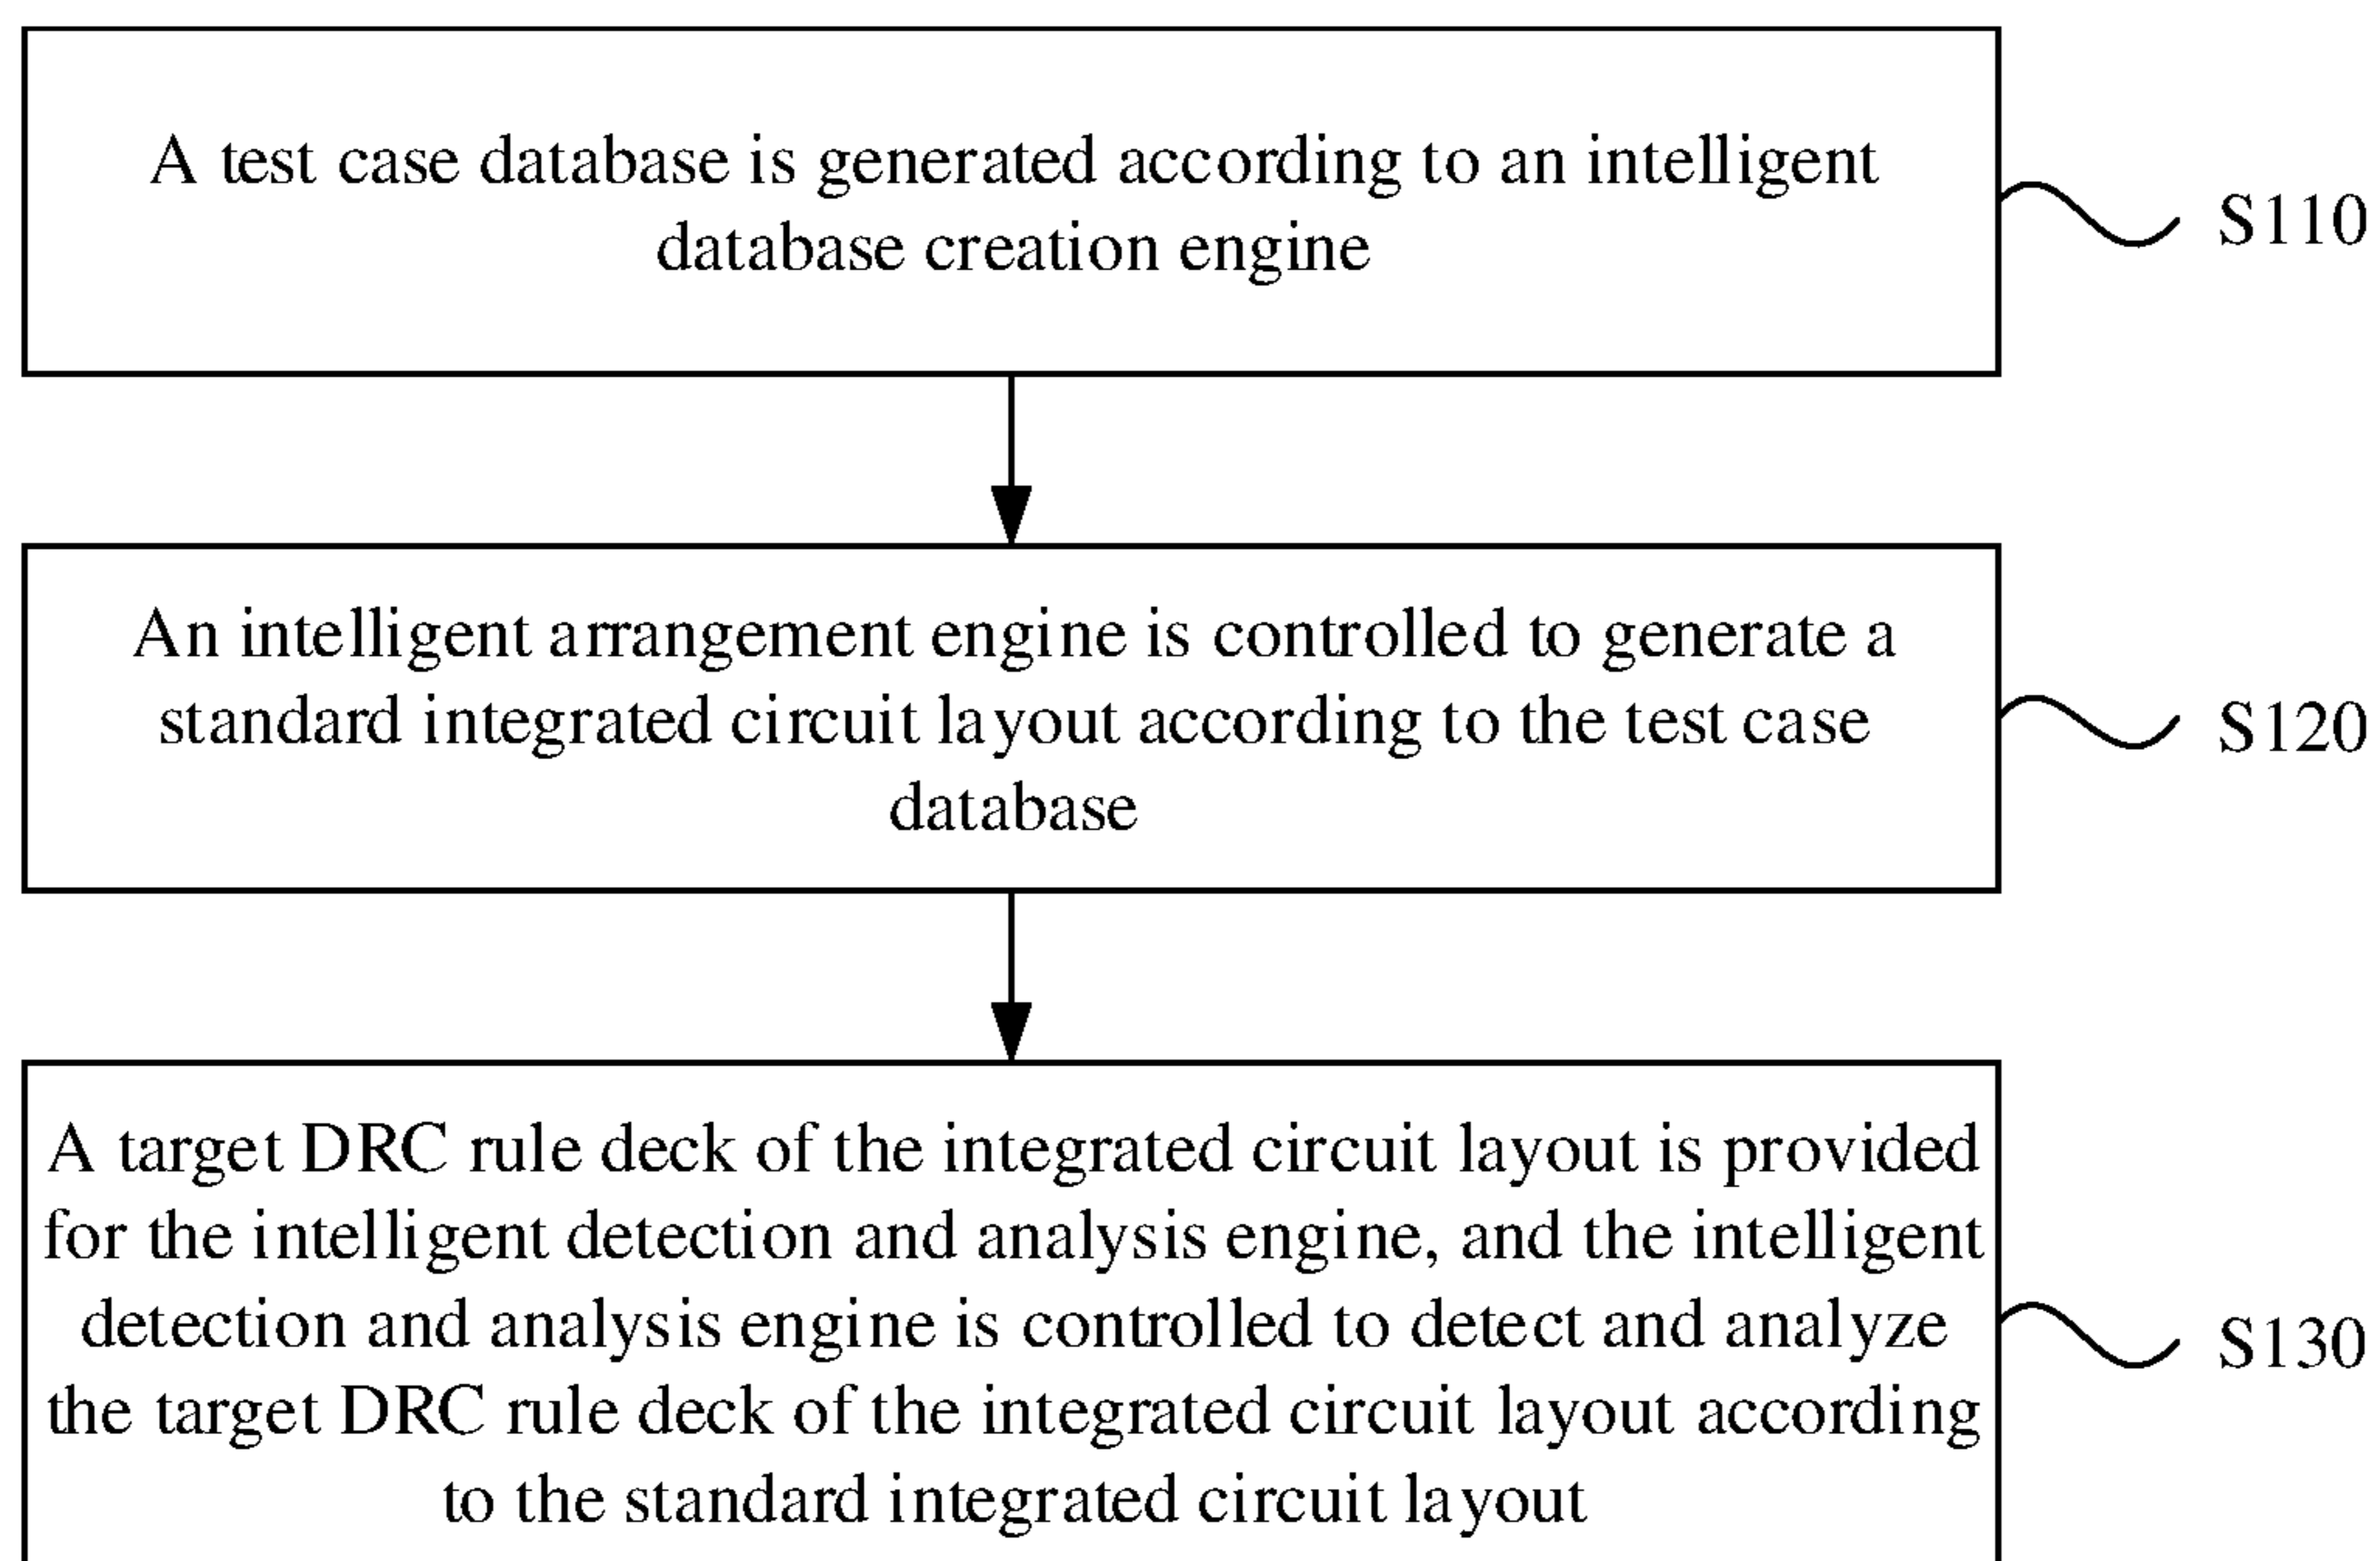 A test case database is generated according to an intelligent
database creation engine
S110
An intelligent arrangement engine is controlled to generate a
standard integrated circuit layout according to the test case
database
S120
A target DRC rule deck of the integrated circuit layout is provided
for the intelligent detection and analysis engine, and the intelligent
detection and analysis engine is controlled to detect and analyze
the target DRC rule deck of the integrated circuit layout according
to the standard integrated circuit layout
S130